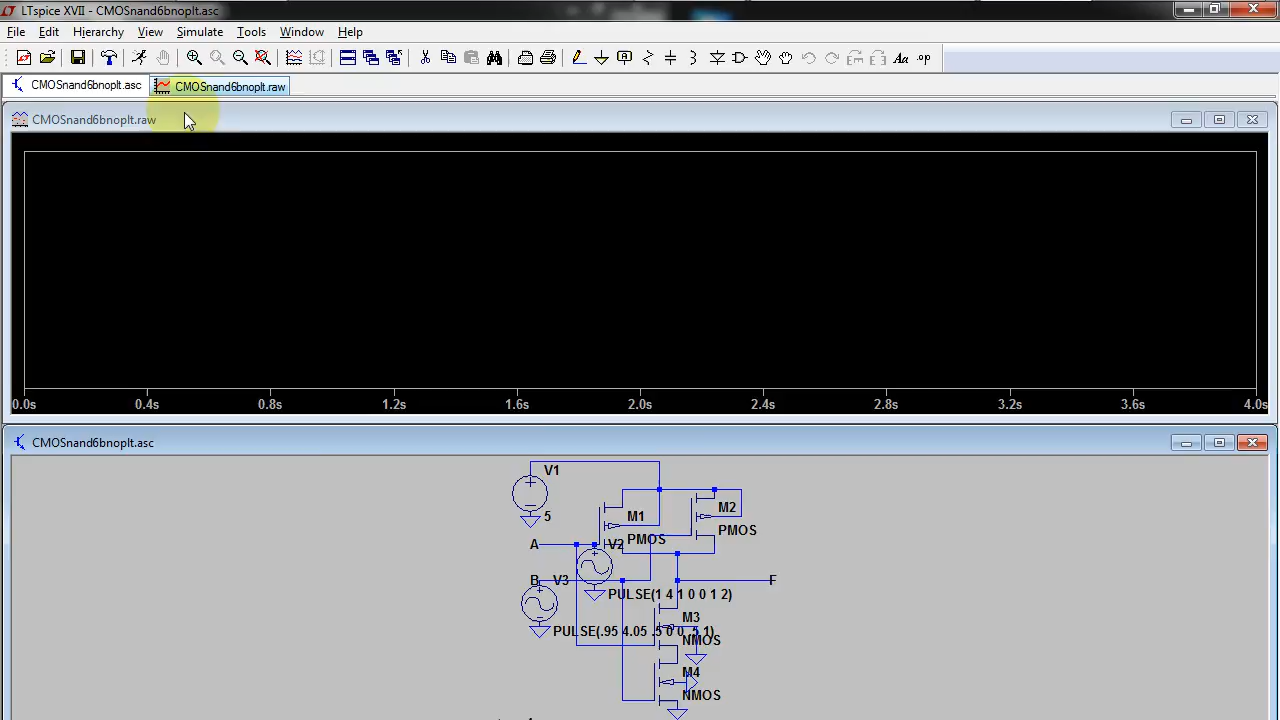 LTspice XVII - CMOSnand6bnoplt.asc
File Edit Hierarchy View Simulate Tools Window Help
CMOSnand6bnoplt.asc CMOSnand6bnoplt.raw
CMOSnand6bnoplt.raw
0.0s 0.4s 0.8s 1.2s 1.6s 2.0s 2.4s 2.8s 3.2s 3.6s 4.0s
CMOSnand6bnoplt.asc
V1
5
M1
PMOS
M2
PMOS
A
V2
B
V3
F
PULSE(1 4 1 0 0 1 2)
M3
NMOS
M4
NMOS